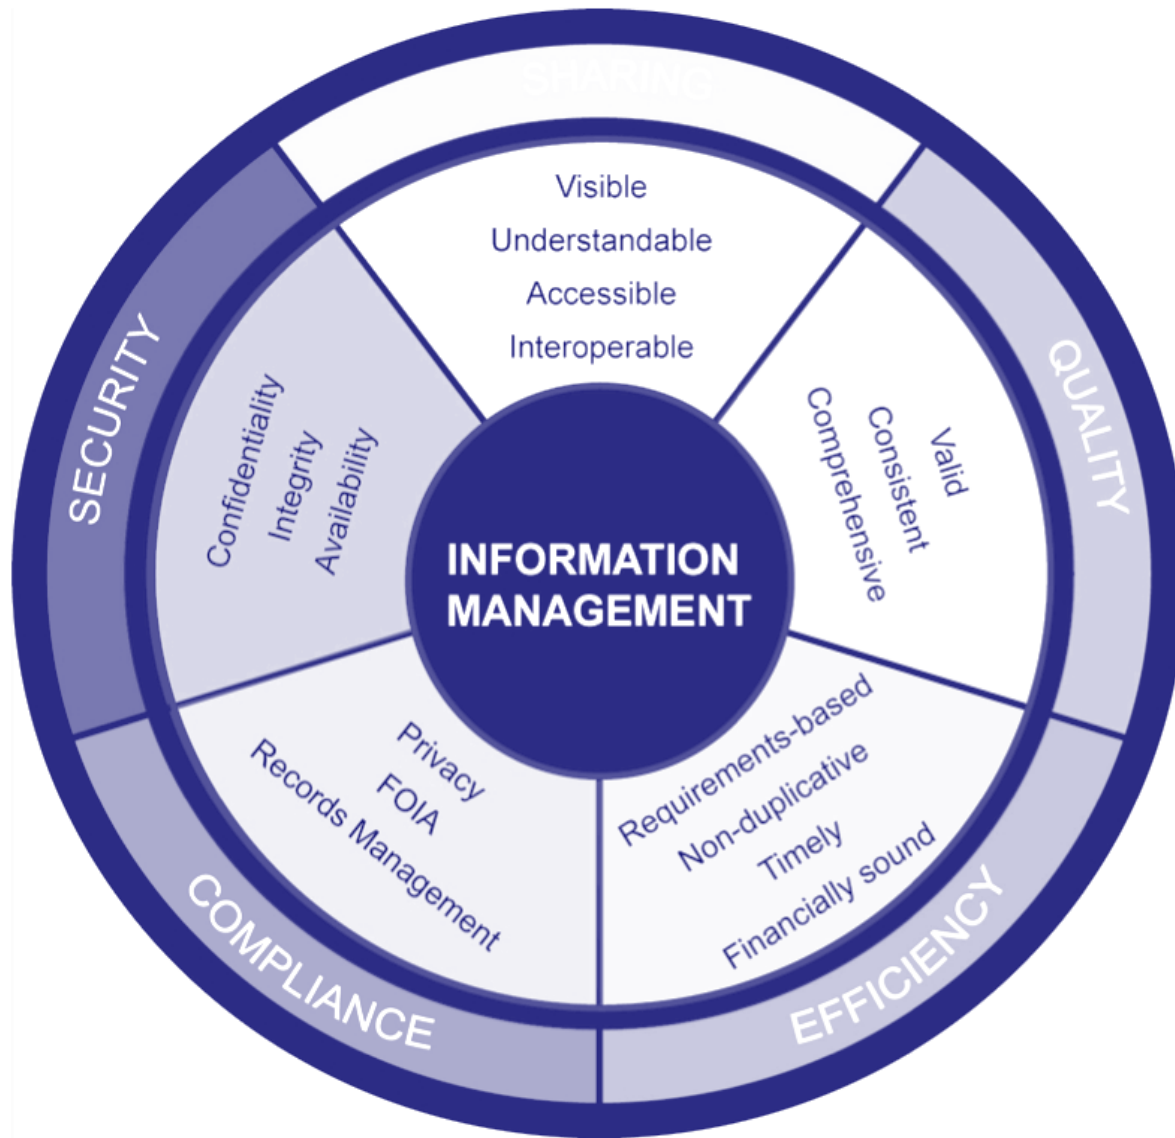 SHARING
Visible
Understandable
Accessible
Interoperable
QUALITY
Valid
Consistent
Comprehensive
EFFICIENCY
Requirements-based
Non-duplicative
Timely
Financially sound
COMPLIANCE
Privacy
FOIA
Records Management
SECURITY
Confidentiality
Integrity
Availability
INFORMATION
MANAGEMENT